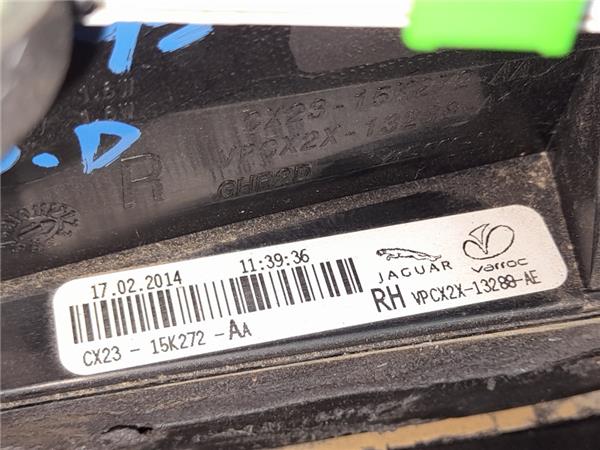 R
CX23-15K272-AA
VPCX2X-13288-A
17.02.2014 11:39:36
JAGUAR
varroc
RH VPCX2X-13288-AE
CX23 - 15K272 - AA